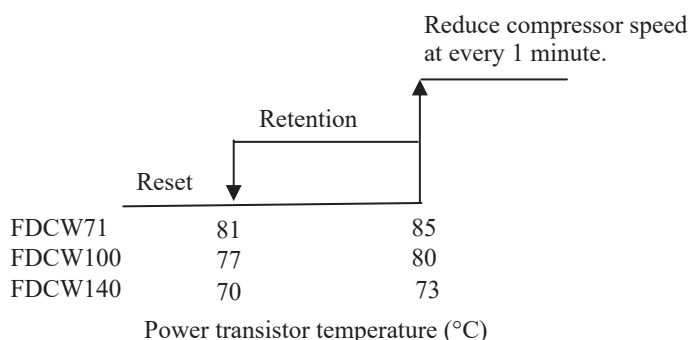 Reduce compressor speed
at every 1 minute.
Retention
Reset
FDCW71 81 85
FDCW100 77 80
FDCW140 70 73
Power transistor temperature (°C)